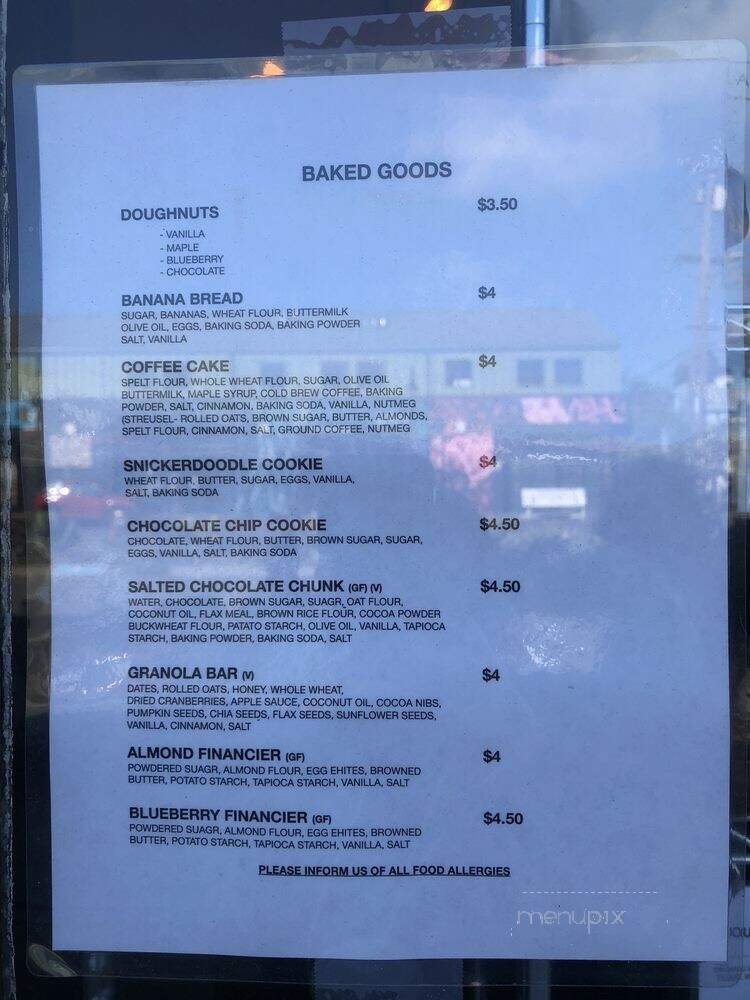 BAKED GOODS
DOUGHNUTS $3.50
- VANILLA
- MAPLE
- BLUEBERRY
- CHOCOLATE
BANANA BREAD $4
SUGAR, BANANAS, WHEAT FLOUR, BUTTERMILK
OLIVE OIL, EGGS, BAKING SODA, BAKING POWDER
SALT, VANILLA
COFFEE CAKE $4
SPELT FLOUR, WHOLE WHEAT FLOUR, SUGAR, OLIVE OIL
BUTTERMILK, MAPLE SYRUP, COLD BREW COFFEE, BAKING
POWDER, SALT, CINNAMON, BAKING SODA, VANILLA, NUTMEG
(STREUSEL- ROLLED OATS, BROWN SUGAR, BUTTER, ALMONDS,
SPELT FLOUR, CINNAMON, SALT, GROUND COFFEE, NUTMEG
SNICKERDOODLE COOKIE $4
WHEAT FLOUR, BUTTER, SUGAR, EGGS, VANILLA,
SALT, BAKING SODA
CHOCOLATE CHIP COOKIE $4.50
CHOCOLATE, WHEAT FLOUR, BUTTER, BROWN SUGAR, SUGAR,
EGGS, VANILLA, SALT, BAKING SODA
SALTED CHOCOLATE CHUNK (GF) (V) $4.50
WATER, CHOCOLATE, BROWN SUGAR, SUAGR, OAT FLOUR,
COCONUT OIL, FLAX MEAL, BROWN RICE FLOUR, COCOA POWDER
BUCKWHEAT FLOUR, PATATO STARCH, OLIVE OIL, VANILLA, TAPIOCA
STARCH, BAKING POWDER, BAKING SODA, SALT
GRANOLA BAR (V) $4
DATES, ROLLED OATS, HONEY, WHOLE WHEAT,
DRIED CRANBERRIES, APPLE SAUCE, COCONUT OIL, COCOA NIBS,
PUMPKIN SEEDS, CHIA SEEDS, FLAX SEEDS, SUNFLOWER SEEDS,
VANILLA, CINNAMON, SALT
ALMOND FINANCIER (GF) $4
POWDERED SUAGR, ALMOND FLOUR, EGG EHITES, BROWNED
BUTTER, POTATO STARCH, TAPIOCA STARCH, VANILLA, SALT
BLUEBERRY FINANCIER (GF) $4.50
POWDERED SUAGR, ALMOND FLOUR, EGG EHITES, BROWNED
BUTTER, POTATO STARCH, TAPIOCA STARCH, VANILLA, SALT
PLEASE INFORM US OF ALL FOOD ALLERGIES
menupix